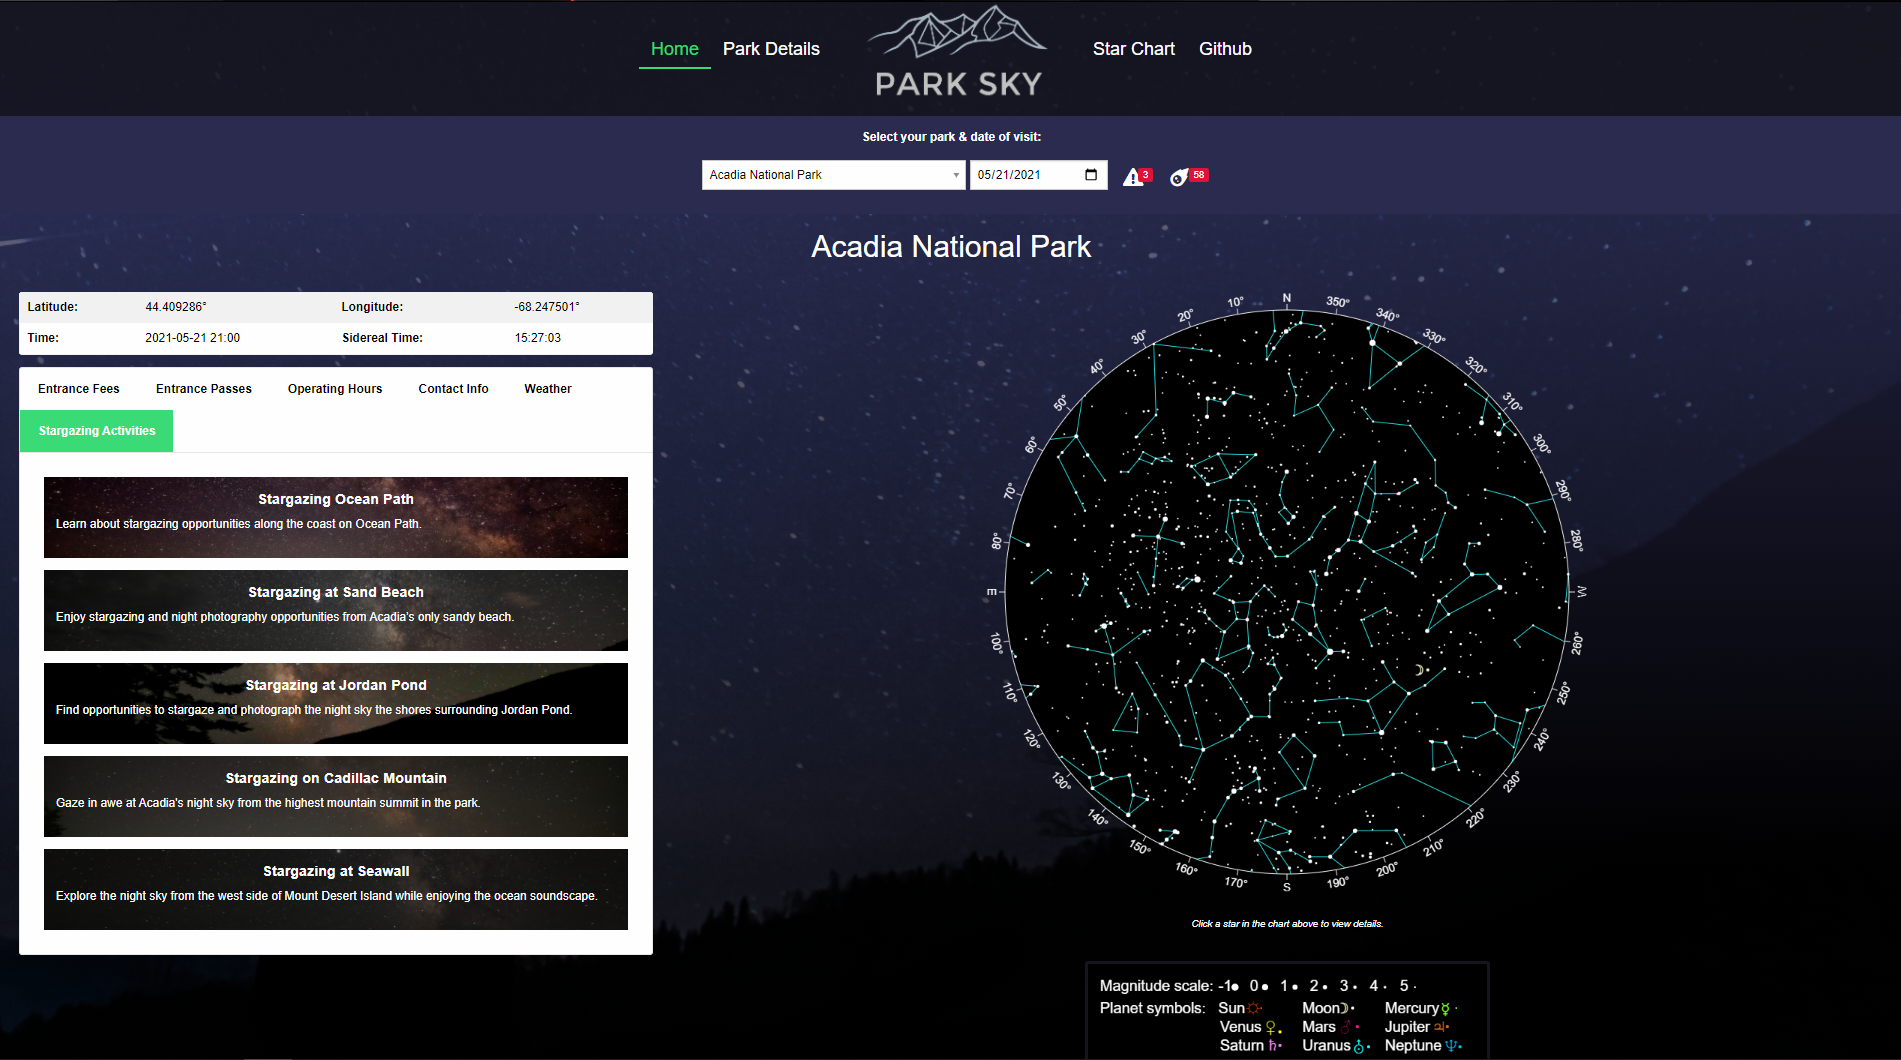 Home
Park Details
PARK SKY
Star Chart
Github
Select your park & date of visit:
Acadia National Park
05/21/2021
3
58
Acadia National Park
Latitude: 44.409286° Longitude: -68.247501°
Time: 2021-05-21 21:00 Sidereal Time: 15:27:03
Entrance Fees
Entrance Passes
Operating Hours
Contact Info
Weather
Stargazing Activities
Stargazing Ocean Path
Learn about stargazing opportunities along the coast on Ocean Path.
Stargazing at Sand Beach
Enjoy stargazing and night photography opportunities from Acadia's only sandy beach.
Stargazing at Jordan Pond
Find opportunities to stargaze and photograph the night sky the shores surrounding Jordan Pond.
Stargazing on Cadillac Mountain
Gaze in awe at Acadia's night sky from the highest mountain summit in the park.
Stargazing at Seawall
Explore the night sky from the west side of Mount Desert Island while enjoying the ocean soundscape.
N
350°
340°
330°
320°
310°
300°
290°
280°
W
260°
250°
240°
230°
220°
210°
200°
190°
S
170°
160°
150°
140°
130°
120°
110°
100°
E
80°
70°
60°
50°
40°
30°
20°
10°
Click a star in the chart above to view details.
Magnitude scale: -1 0 1 2 3 4 5
Planet symbols: Sun Moon Mercury
Venus Mars Jupiter
Saturn Uranus Neptune